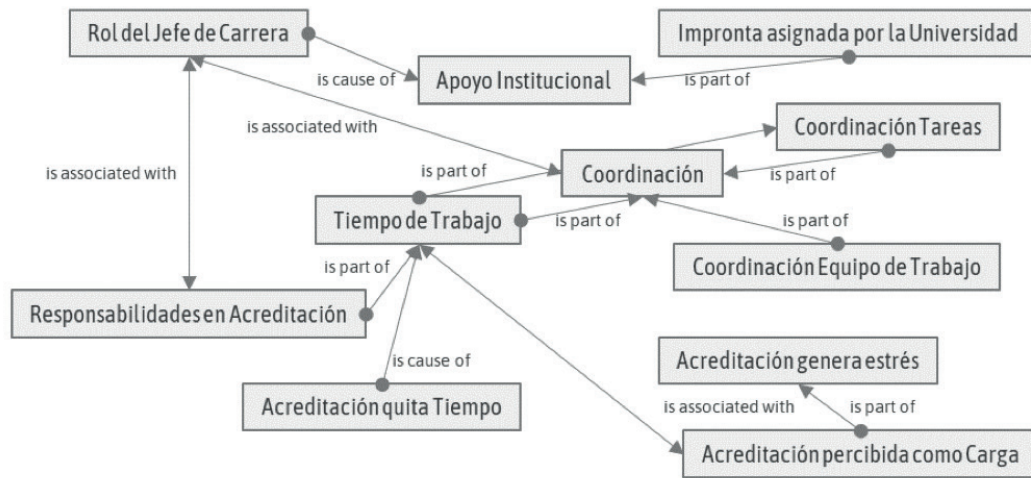 Rol del Jefe de Carrera
Impronta asignada por la Universidad
is cause of
Apoyo Institucional
is part of
is associated with
Coordinación Tareas
is associated with
is part of
Coordinación
is part of
Tiempo de Trabajo
is part of
is part of
is part of
Coordinación Equipo de Trabajo
Responsabilidades en Acreditación
is cause of
Acreditación genera estrés
Acreditación quita Tiempo
is associated with
is part of
Acreditación percibida como Carga